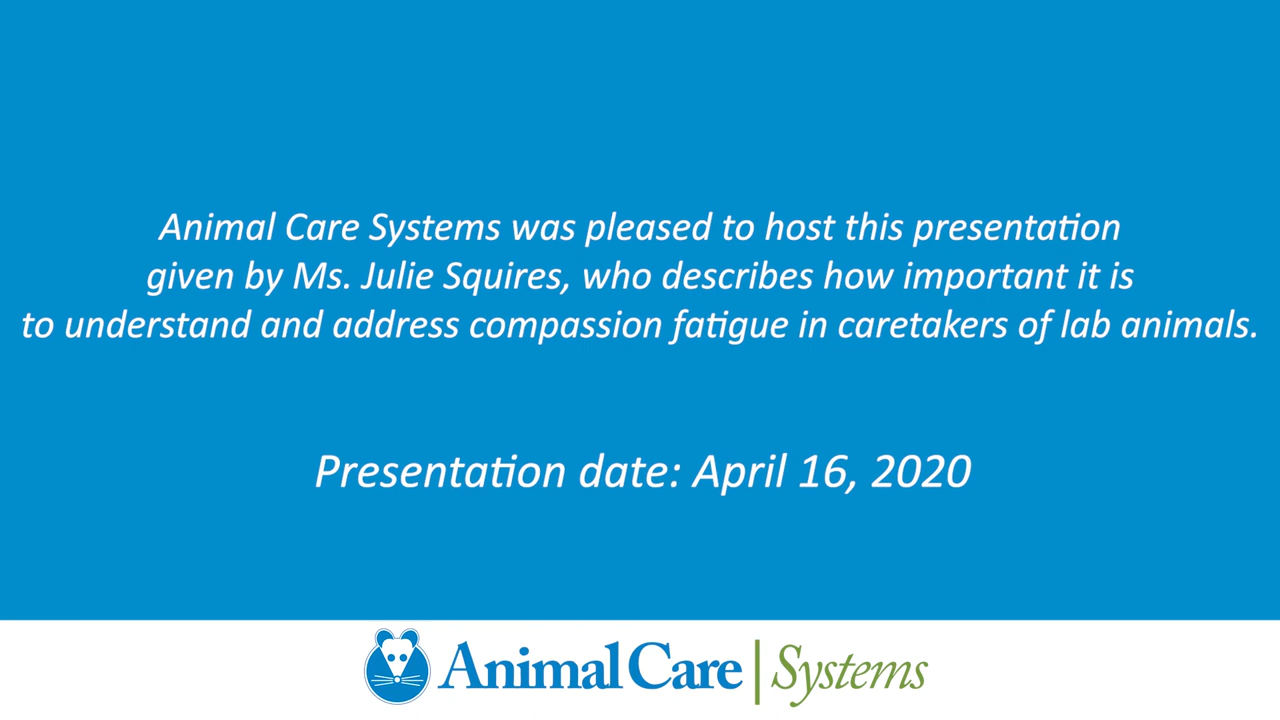 Animal Care Systems was pleased to host this presentation
given by Ms. Julie Squires, who describes how important it is
to understand and address compassion fatigue in caretakers of lab animals.
Presentation date: April 16, 2020
Animal Care | Systems